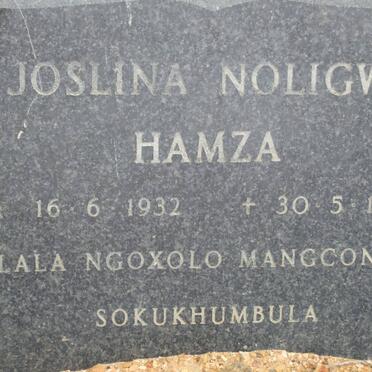 JOSLINA NOLIGW
HAMZA
16·6·1932 + 30·5·1
LALA NGOXOLO MANGCON
SOKUKHUMBULA